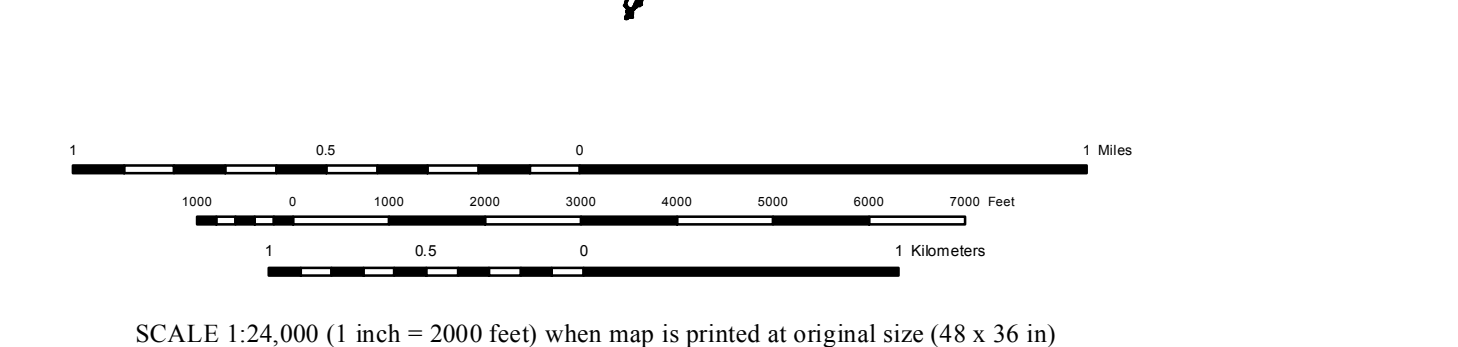 1 0.5 0 1 Miles
1000 0 1000 2000 3000 4000 5000 6000 7000 Feet
1 0.5 0 1 Kilometers
SCALE 1:24,000 (1 inch = 2000 feet) when map is printed at original size (48 x 36 in)